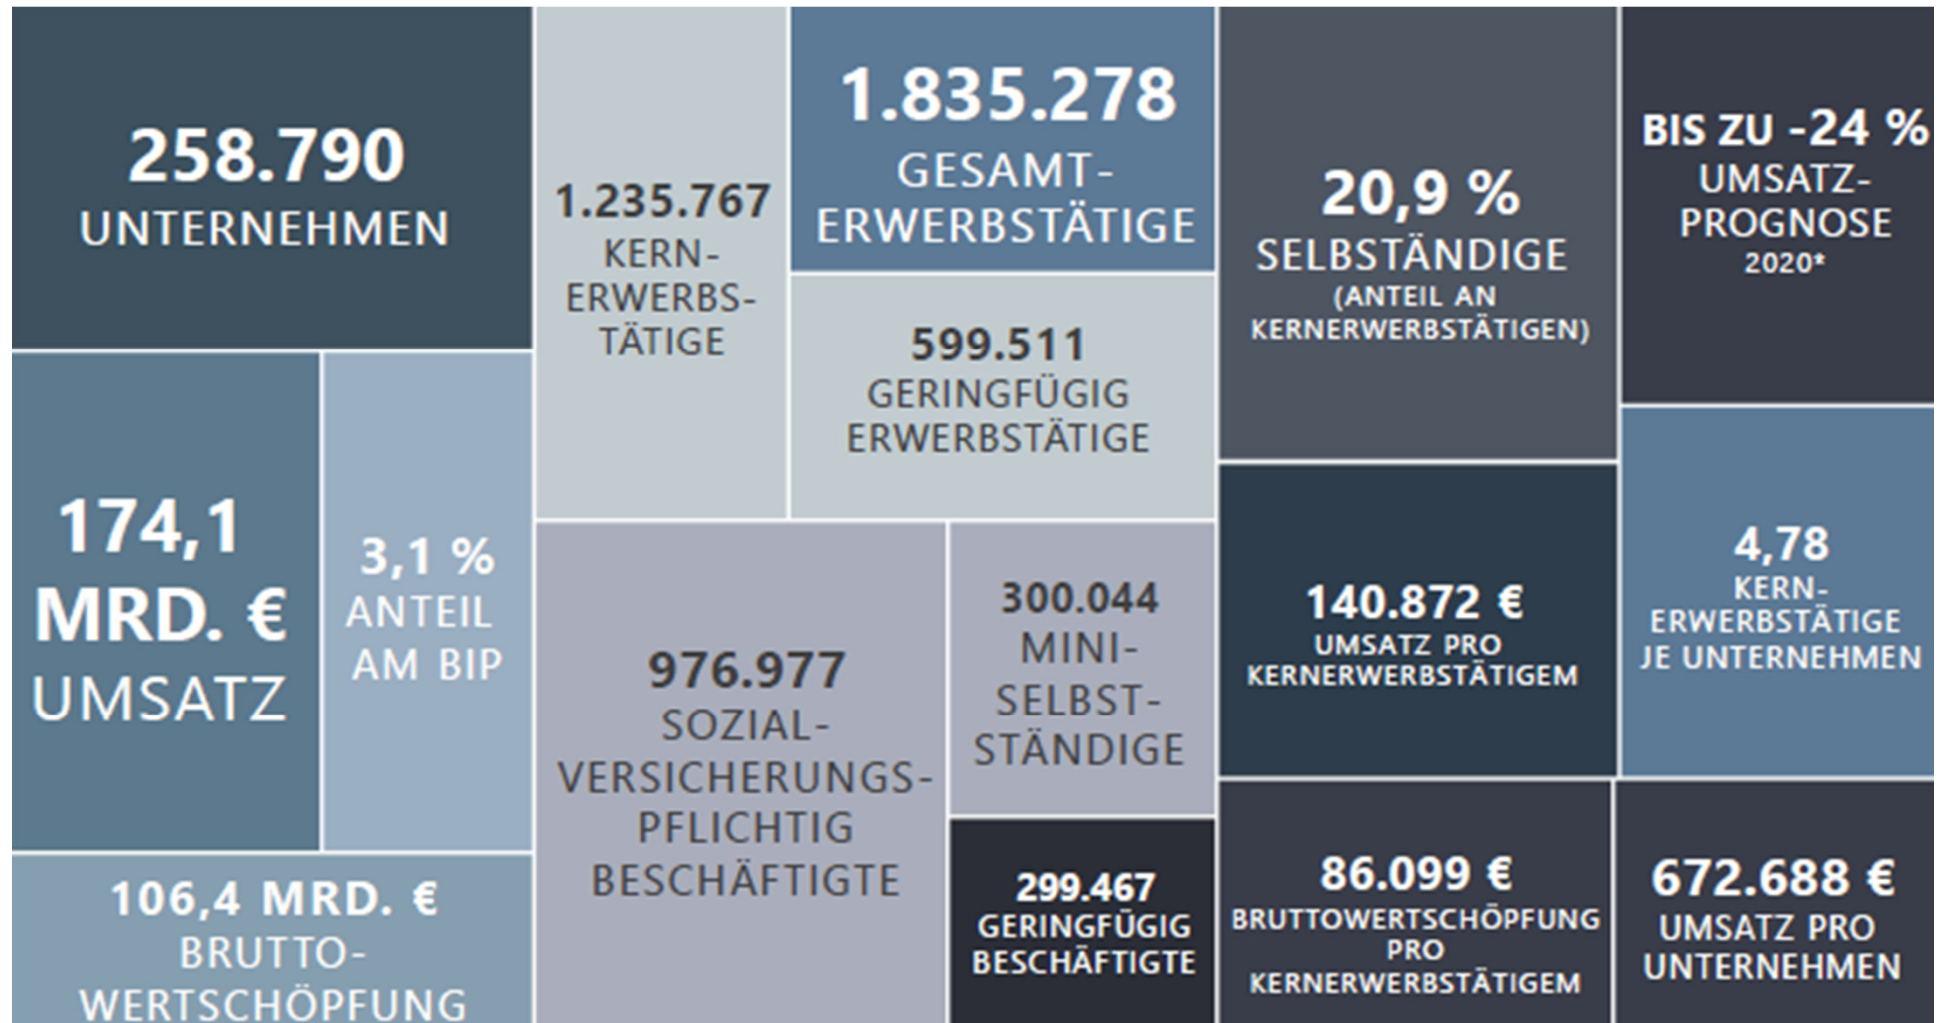 258.790
UNTERNEHMEN
174,1
MRD. €
UMSATZ
3,1 %
ANTEIL
AM BIP
106,4 MRD. €
BRUTTO-
WERTSCHÖPFUNG
1.235.767
KERN-
ERWERBS-
TÄTIGE
1.835.278
GESAMT-
ERWERBSTÄTIGE
599.511
GERINGFÜGIG
ERWERBSTÄTIGE
976.977
SOZIAL-
VERSICHERUNGS-
PFLICHTIG
BESCHÄFTIGTE
300.044
MINI-
SELBST-
STÄNDIGE
299.467
GERINGFÜGIG
BESCHÄFTIGTE
20,9 %
SELBSTÄNDIGE
(ANTEIL AN
KERNERWERBSTÄTIGEN)
BIS ZU -24 %
UMSATZ-
PROGNOSE
2020*
140.872 €
UMSATZ PRO
KERNERWERBSTÄTIGEM
4,78
KERN-
ERWERBSTÄTIGE
JE UNTERNEHMEN
86.099 €
BRUTTOWERTSCHÖPFUNG
PRO
KERNERWERBSTÄTIGEM
672.688 €
UMSATZ PRO
UNTERNEHMEN